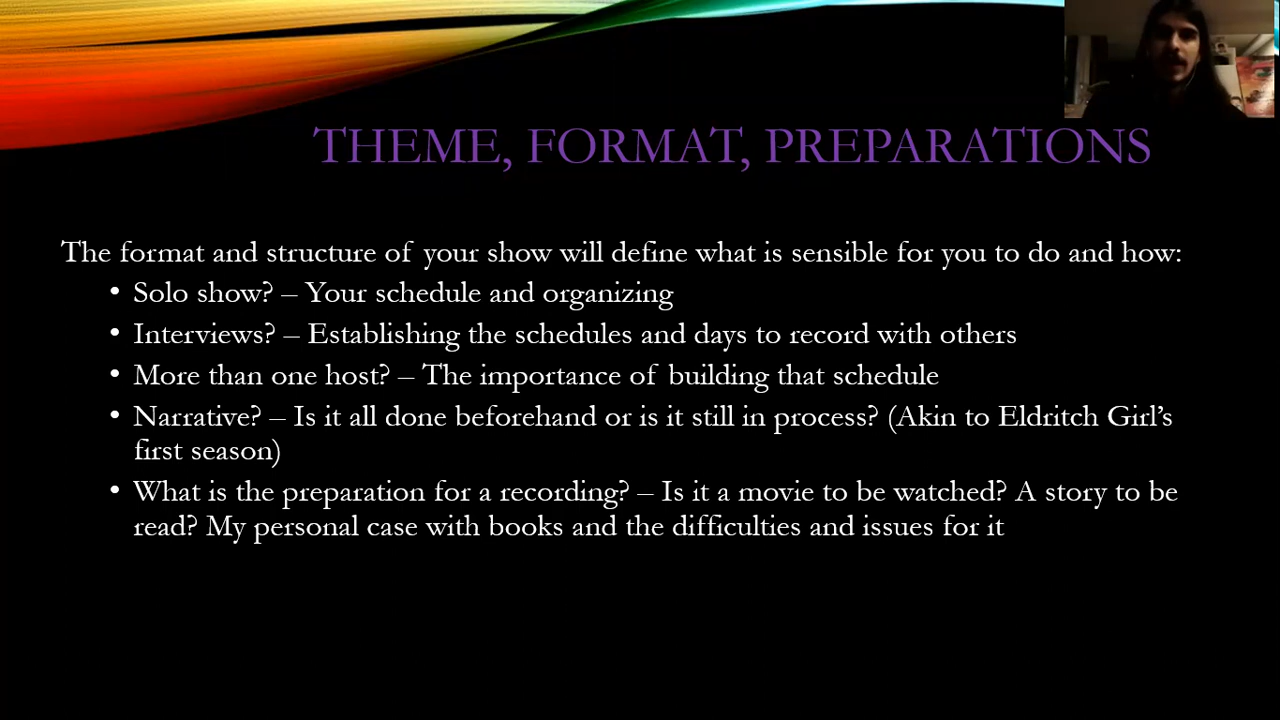 THEME, FORMAT, PREPARATIONS
The format and structure of your show will define what is sensible for you to do and how:
• Solo show? – Your schedule and organizing
• Interviews? – Establishing the schedules and days to record with others
• More than one host? – The importance of building that schedule
• Narrative? – Is it all done beforehand or is it still in process? (Akin to Eldritch Girl’s
first season)
• What is the preparation for a recording? – Is it a movie to be watched? A story to be
read? My personal case with books and the difficulties and issues for it